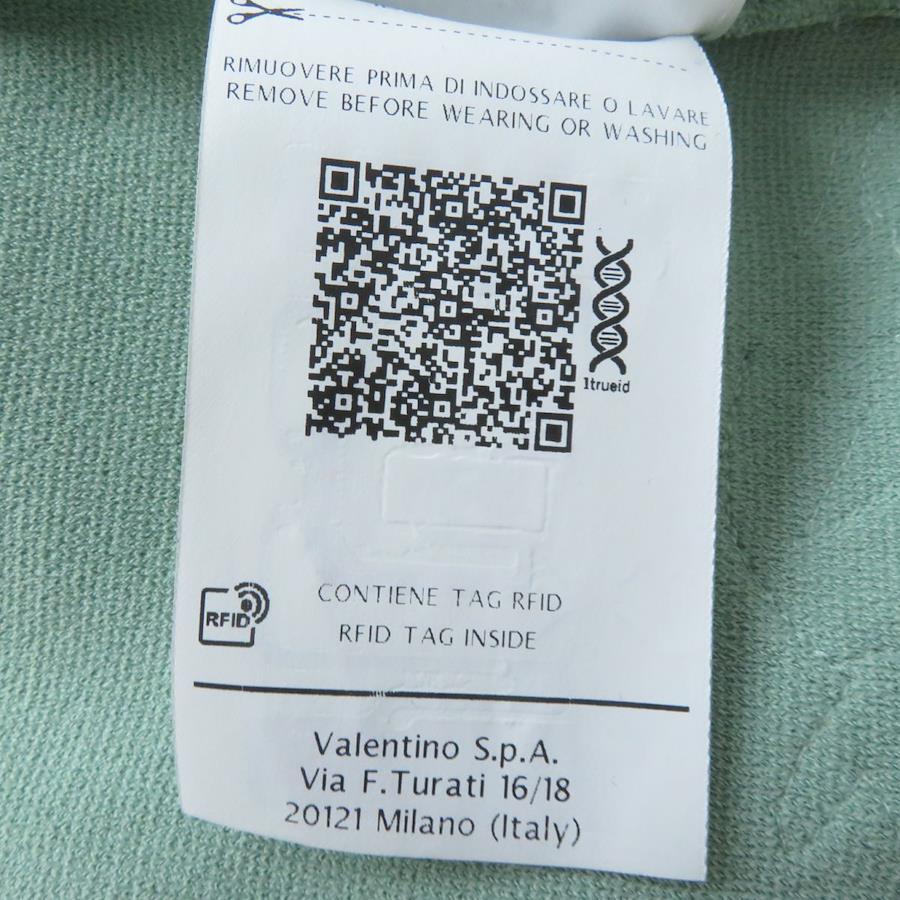 RIMUOVERE PRIMA DI INDOSSARE O LAVARE
REMOVE BEFORE WEARING OR WASHING
1trueid
RFID
CONTIENE TAG RFID
RFID TAG INSIDE
Valentino S.p.A.
Via F.Turati 16/18
20121 Milano (Italy)